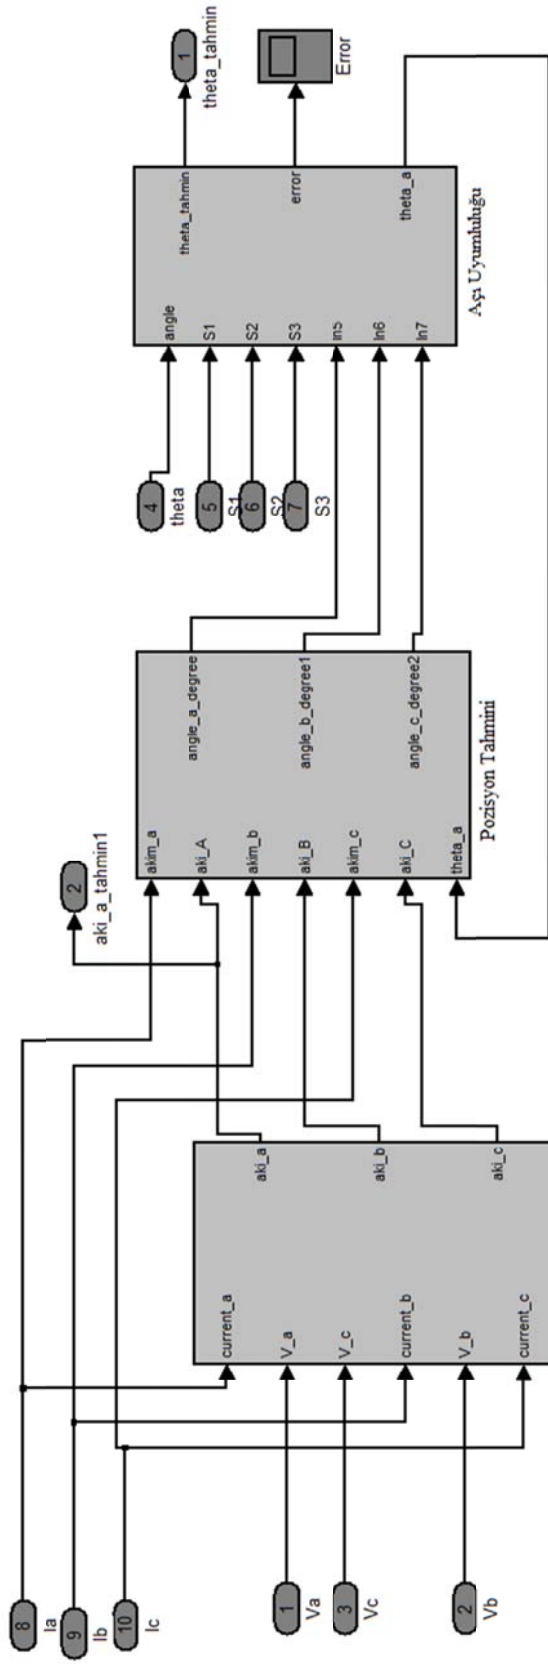 8
Ia
9
Ib
10
Ic
1
Va
3
Vc
2
Vb
current_a
V_a
V_c
current_b
V_b
current_c
aki_a
aki_b
aki_c
2
aki_a_tahmin1
akim_a
aki_A
akim_b
aki_B
akim_c
aki_C
theta_a
angle_a_degree
angle_b_degree1
angle_c_degree2
Pozisyon Tahmini
4
theta
5
S1
6
S2
7
S3
angle
S1
S2
S3
In5
In6
In7
theta_tahmin
error
theta_a
Açı Uyumluluğu
1
theta_tahmin
Error